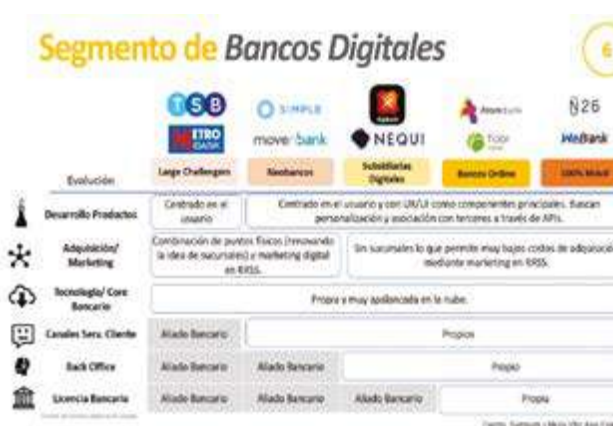 Segmento de Bancos Digitales
6
TSB
SIMPLE
N26
METRO
BANK
movenbank
NEQUI
WeBank
Large Challengers
Neobancos
Subsidiarias
Digitales
Bancos Online
100% Móvil
Evolución
Desarrollo Productos
Centrado en el
usuario
Centrado en el usuario y con UX/UI como componentes principales. Buscan
personalización y asociación con terceros a través de APIs.
Adquisición/
Marketing
Combinación de puntos físicos (renovando
la idea de sucursales) y marketing digital
en RRSS.
Sin sucursales lo que permite muy bajos costos de adquisición
mediante marketing en RRSS.
Tecnología/ Core
Bancario
Propia y muy apalancada en la nube.
Canales Serv. Cliente
Aliado Bancario
Propios
Back Office
Aliado Bancario
Aliado Bancario
Propio
Licencia Bancaria
Aliado Bancario
Aliado Bancario
Aliado Bancario
Propia